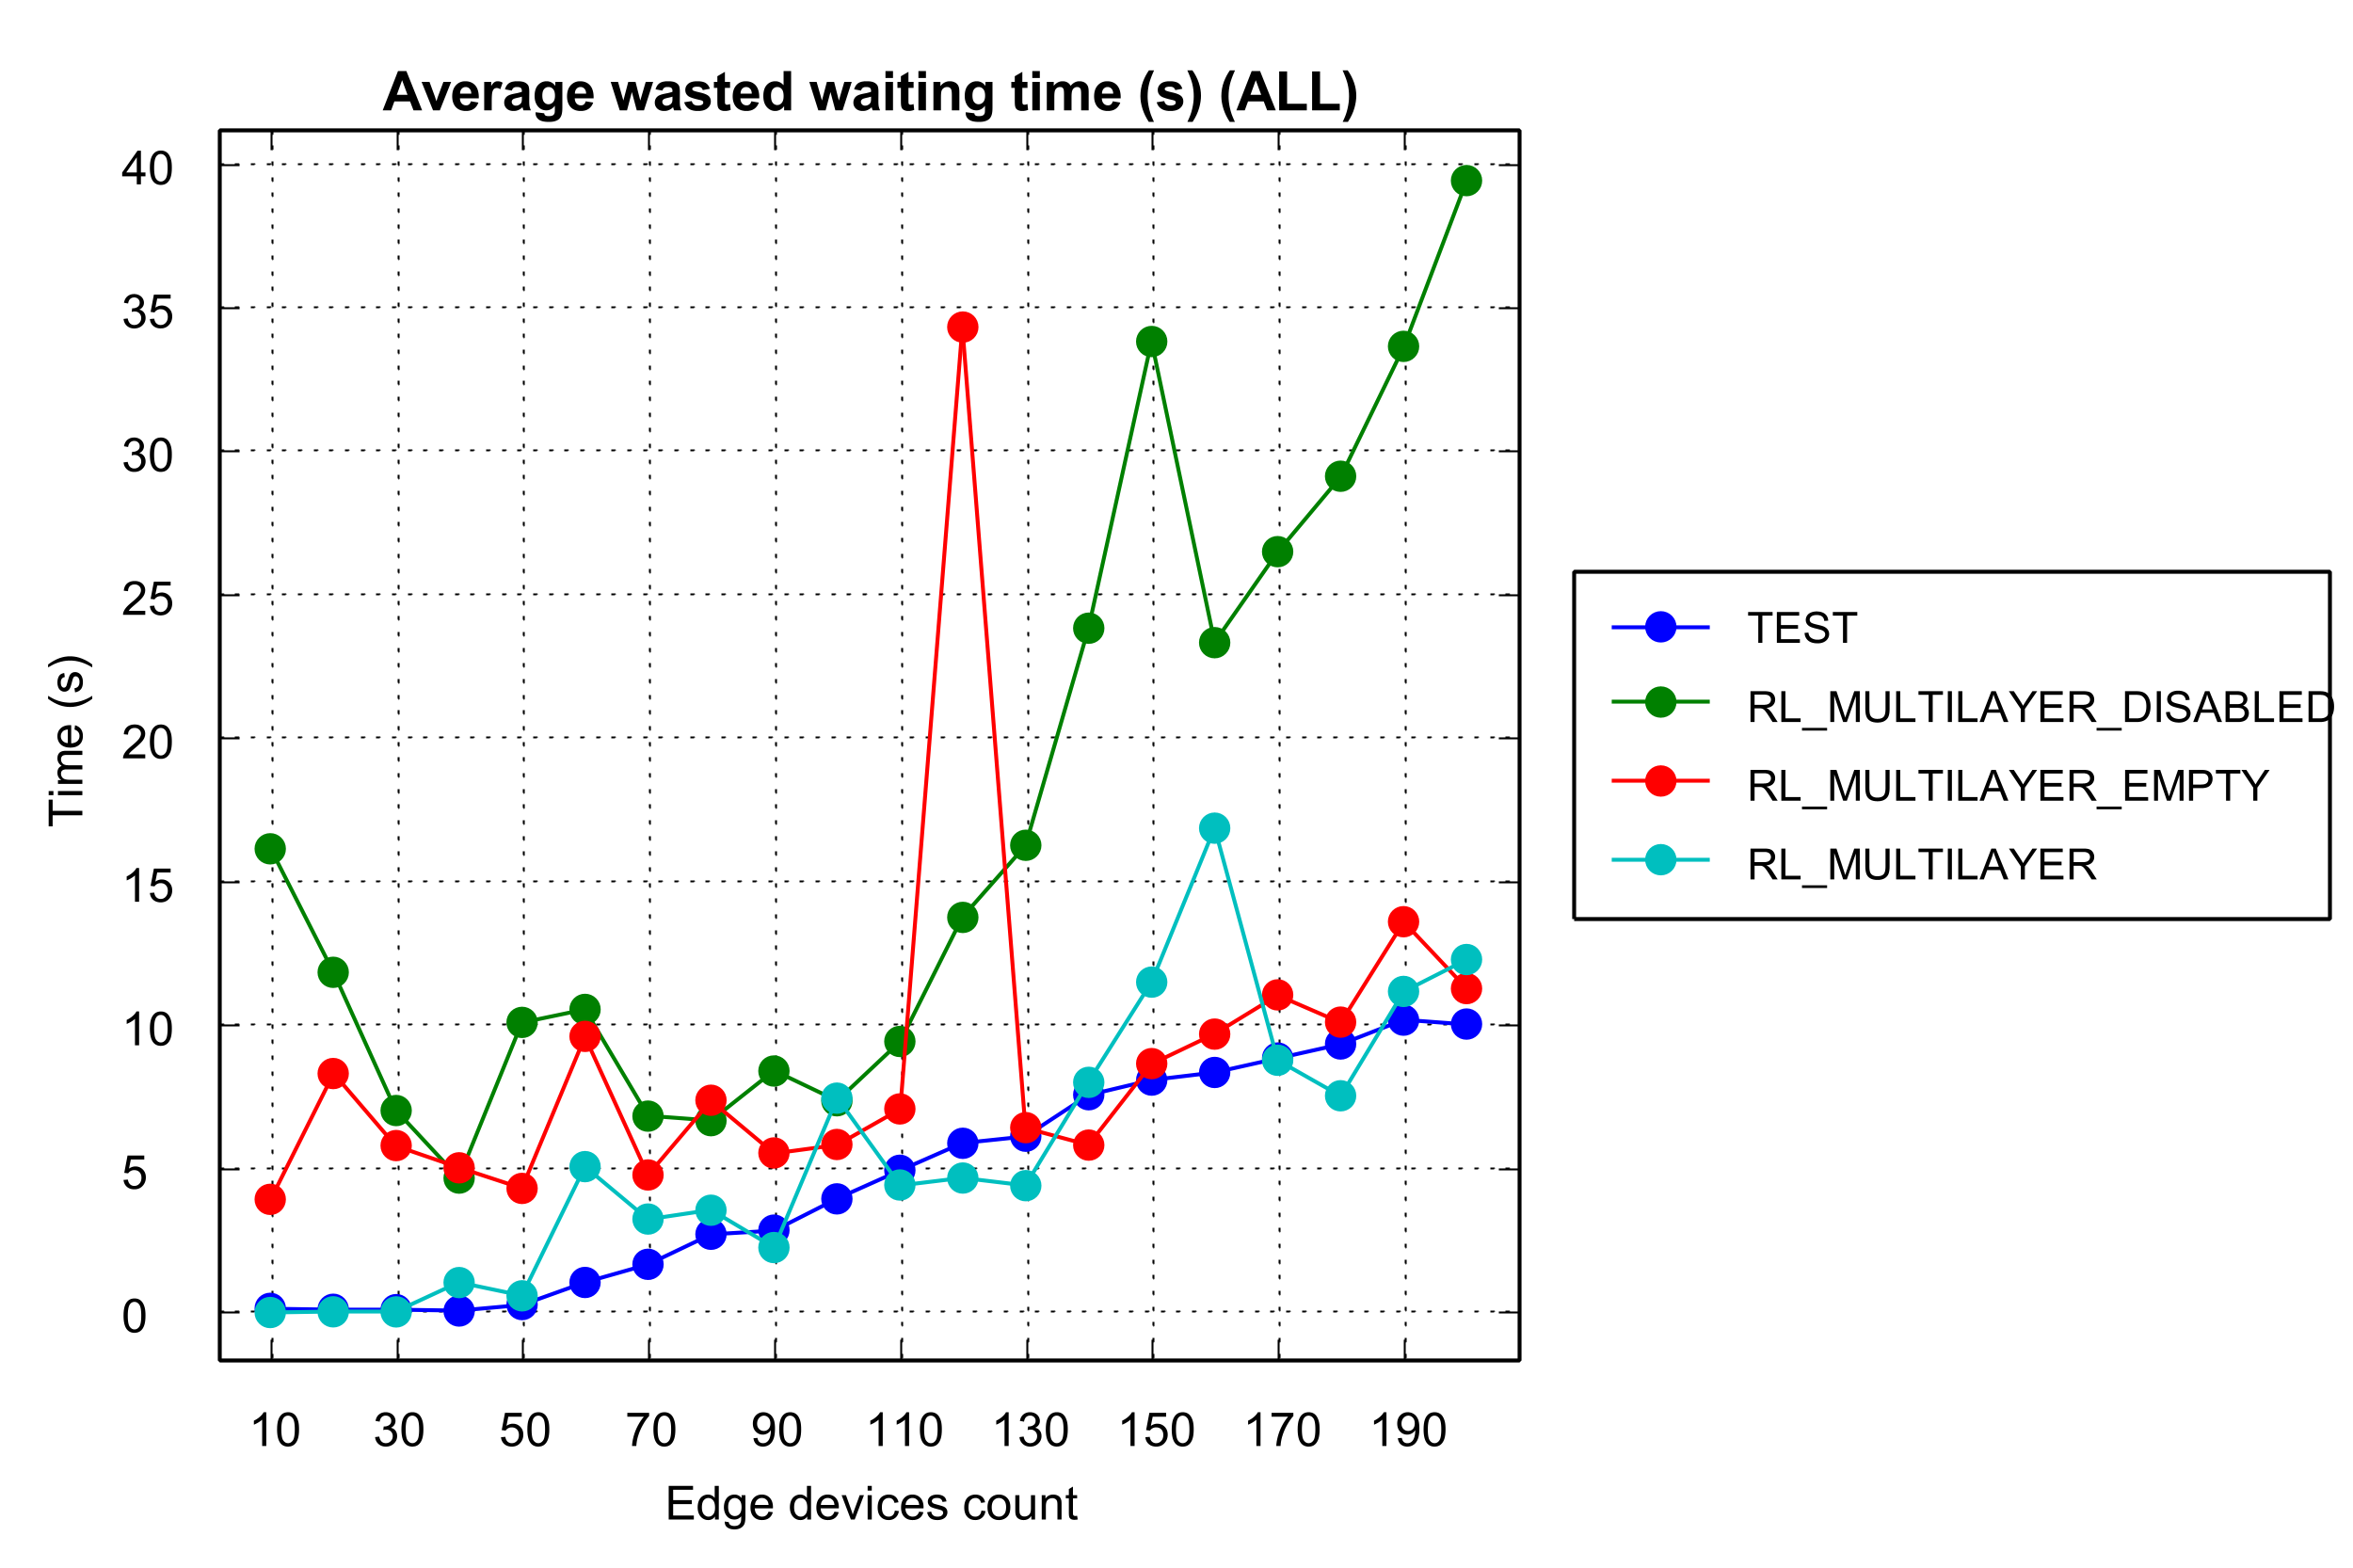 Average wasted waiting time (s) (ALL)
40
35
30
25
20
15
10
5
0
Time (s)
10 30 50 70 90 110 130 150 170 190
Edge devices count
TEST
RL_MULTILAYER_DISABLED
RL_MULTILAYER_EMPTY
RL_MULTILAYER